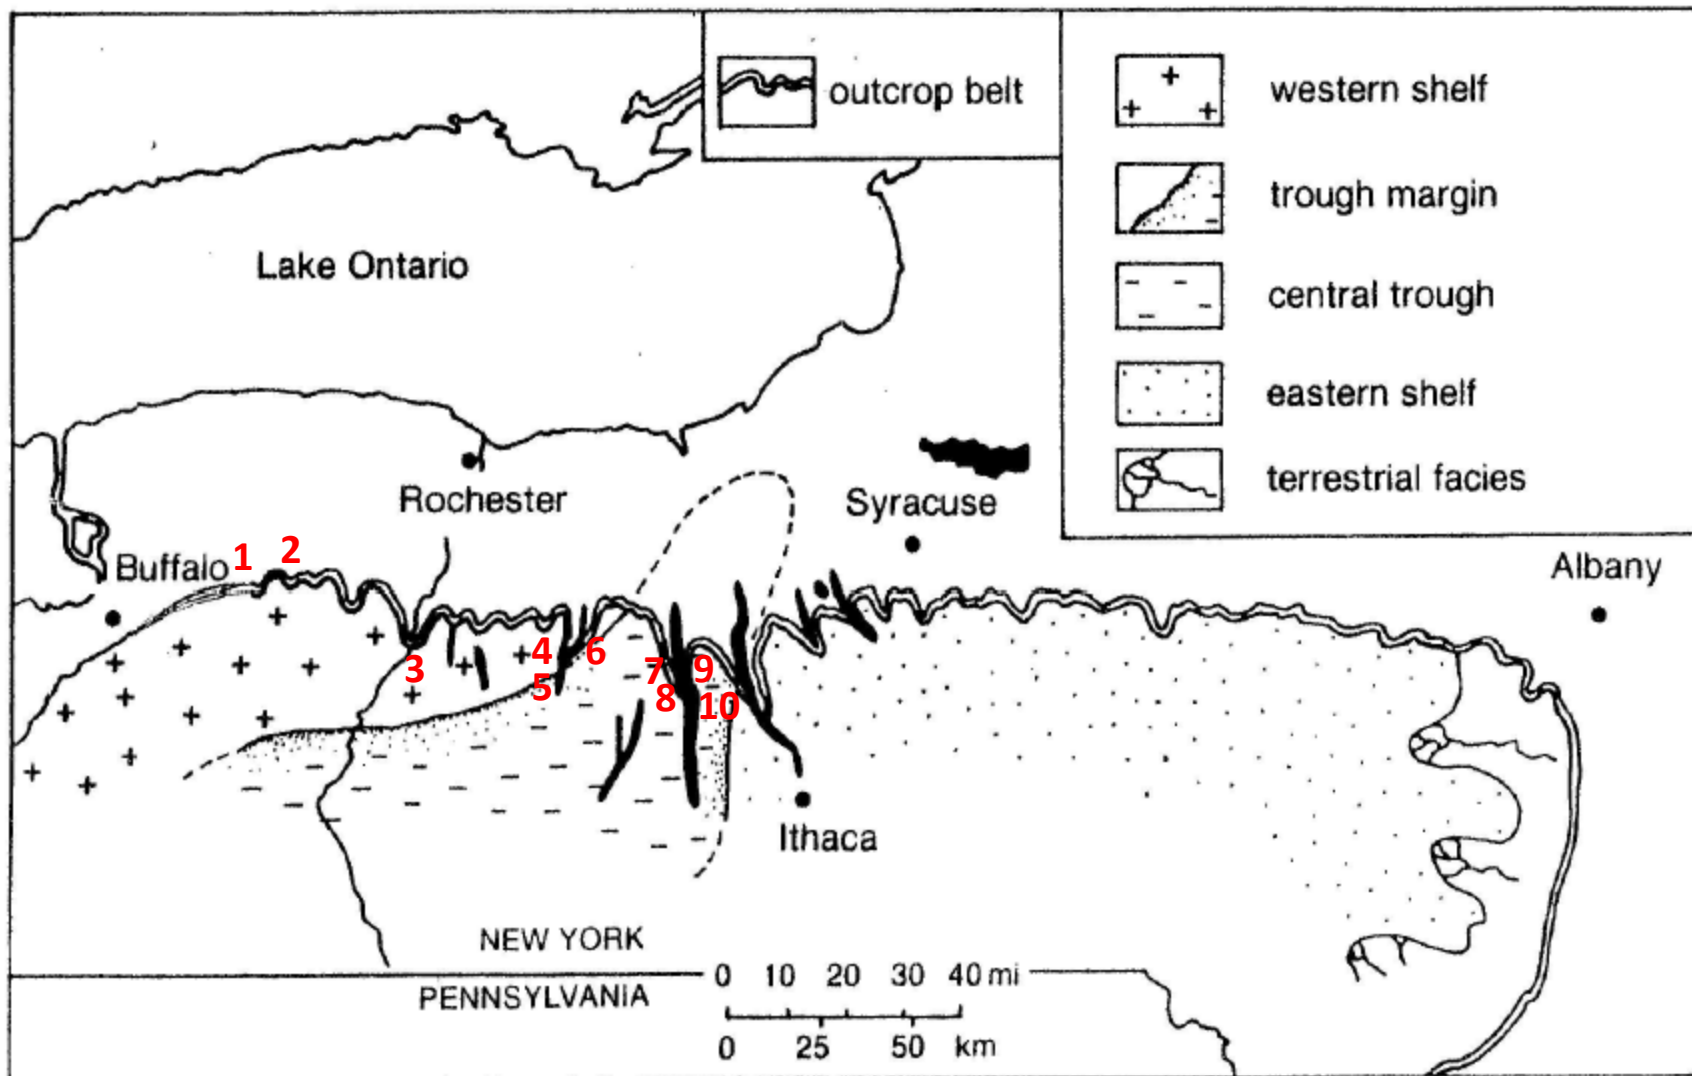 outcrop belt
western shelf
trough margin
central trough
eastern shelf
terrestrial facies
Lake Ontario
Rochester
Syracuse
Buffalo
1
2
Albany
3
4
5
6
7
8
9
10
Ithaca
NEW YORK
PENNSYLVANIA
0 10 20 30 40 mi
0 25 50 km